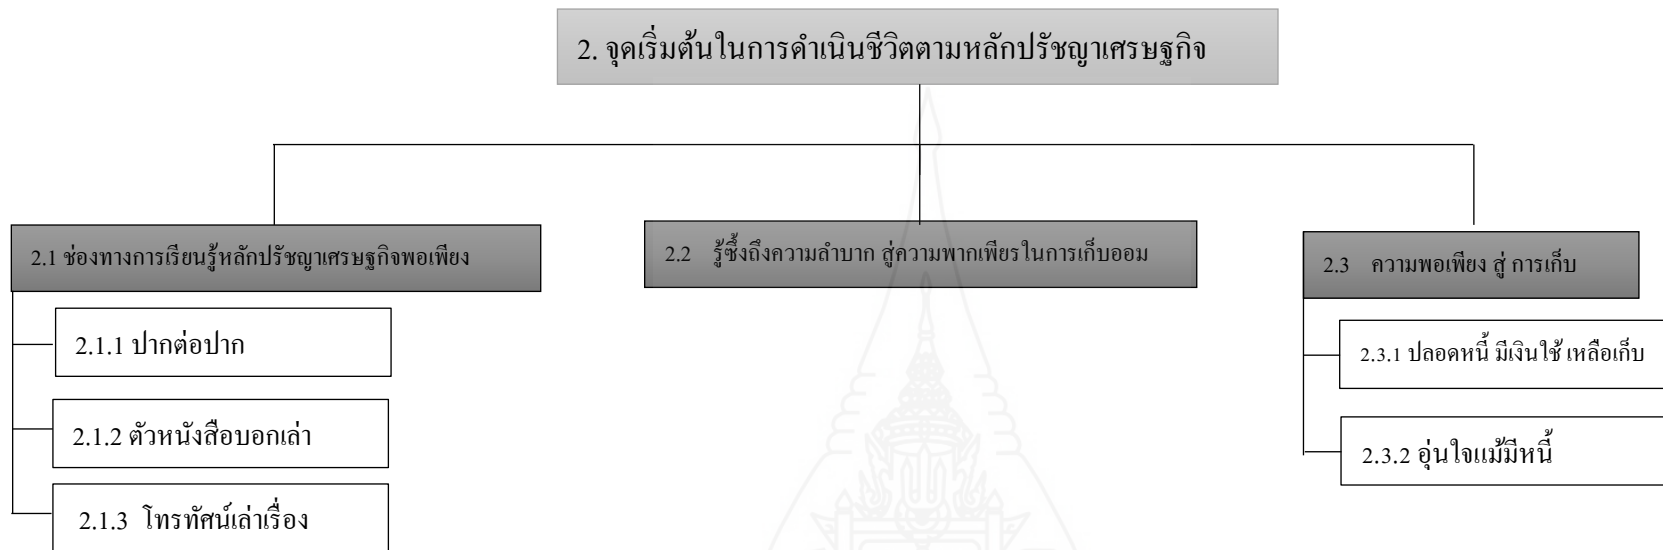 2. จุดเริ่มต้นในการดำเนินชีวิตตามหลักปรัชญาเศรษฐกิจ
2.1 ช่องทางการเรียนรู้หลักปรัชญาเศรษฐกิจพอเพียง
2.1.1 ปากต่อปาก
2.1.2 ตัวหนังสือบอกเล่า
2.1.3 โทรทัศน์เล่าเรื่อง
2.2 รู้ซึ้งถึงความลำบาก สู่ความพากเพียรในการเก็บออม
2.3 ความพอเพียง สู่ การเก็บ
2.3.1 ปลอดหนี้ มีเงินใช้ เหลือเก็บ
2.3.2 อุ่นใจแม้มีหนี้